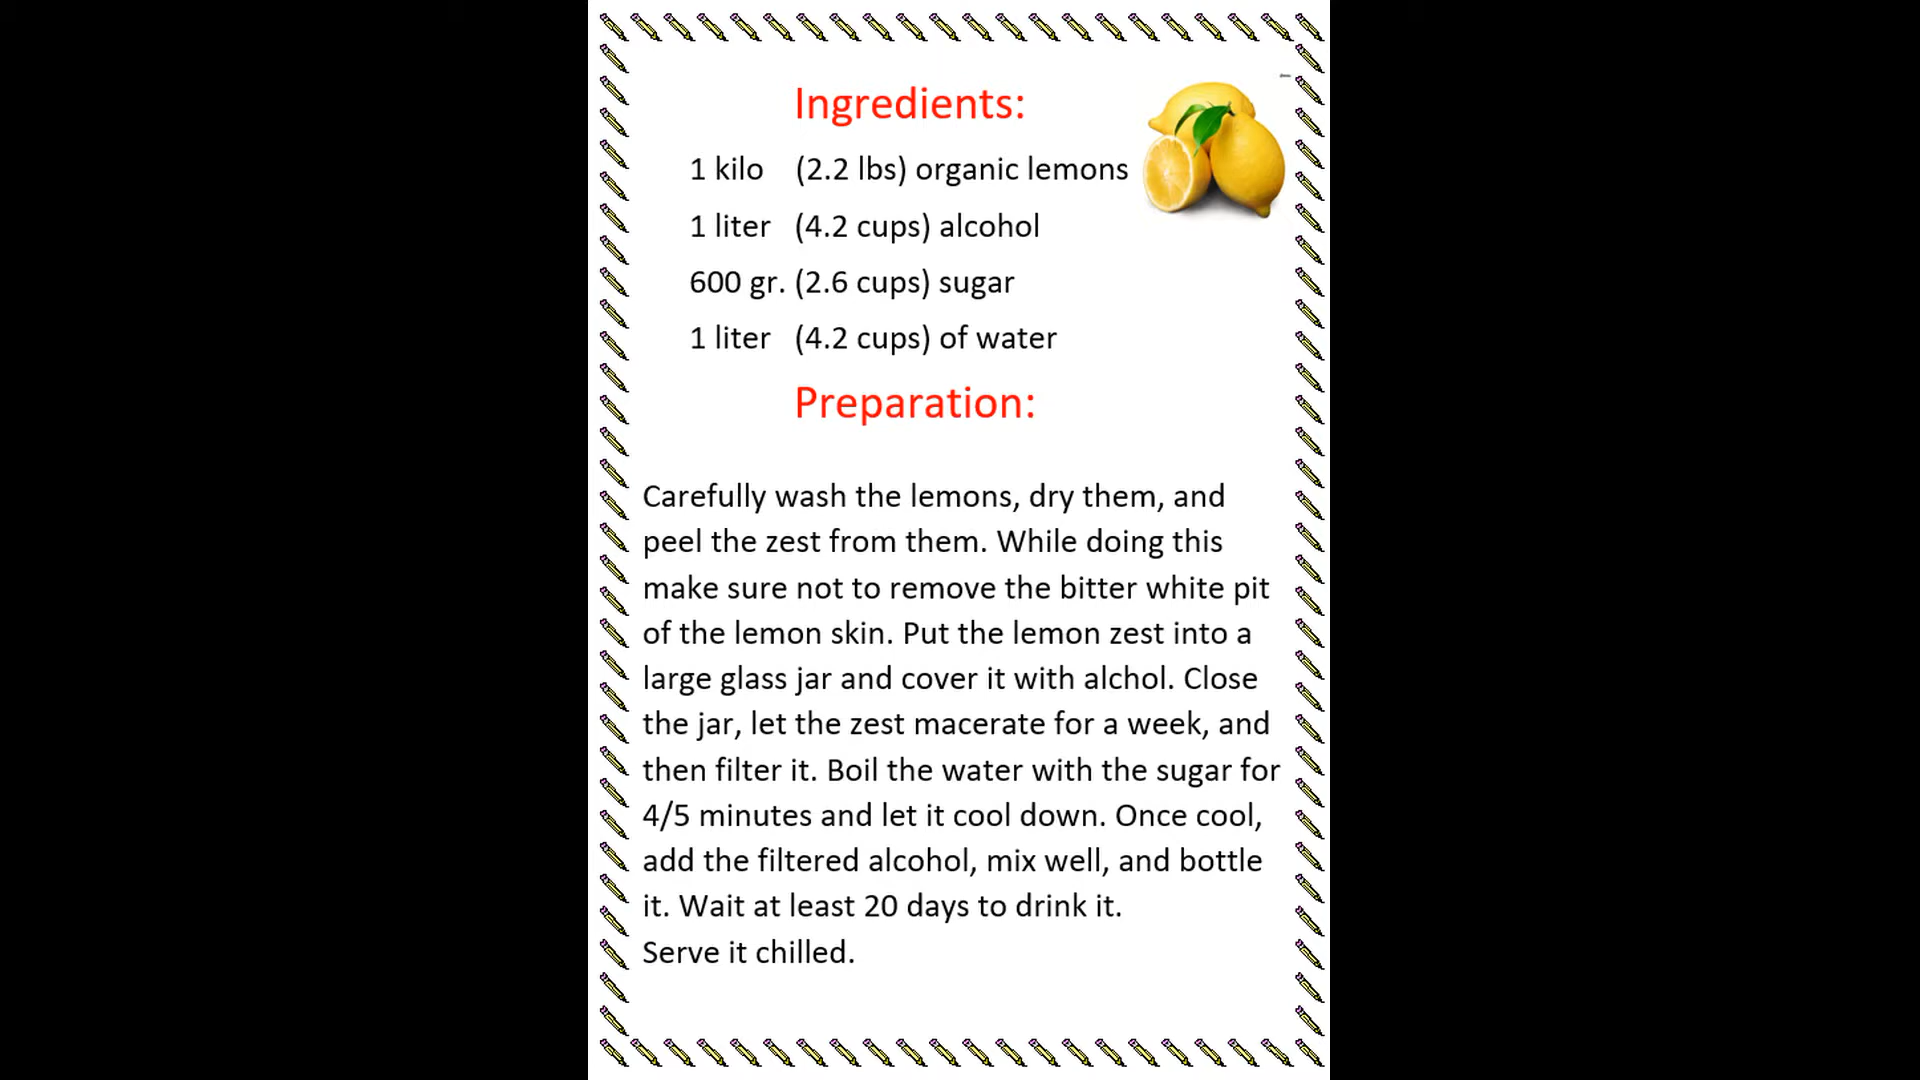 Ingredients:
1 kilo (2.2 lbs) organic lemons
1 liter (4.2 cups) alcohol
600 gr. (2.6 cups) sugar
1 liter (4.2 cups) of water
Preparation:
Carefully wash the lemons, dry them, and
peel the zest from them. While doing this
make sure not to remove the bitter white pit
of the lemon skin. Put the lemon zest into a
large glass jar and cover it with alchol. Close
the jar, let the zest macerate for a week, and
then filter it. Boil the water with the sugar for
4/5 minutes and let it cool down. Once cool,
add the filtered alcohol, mix well, and bottle
it. Wait at least 20 days to drink it.
Serve it chilled.